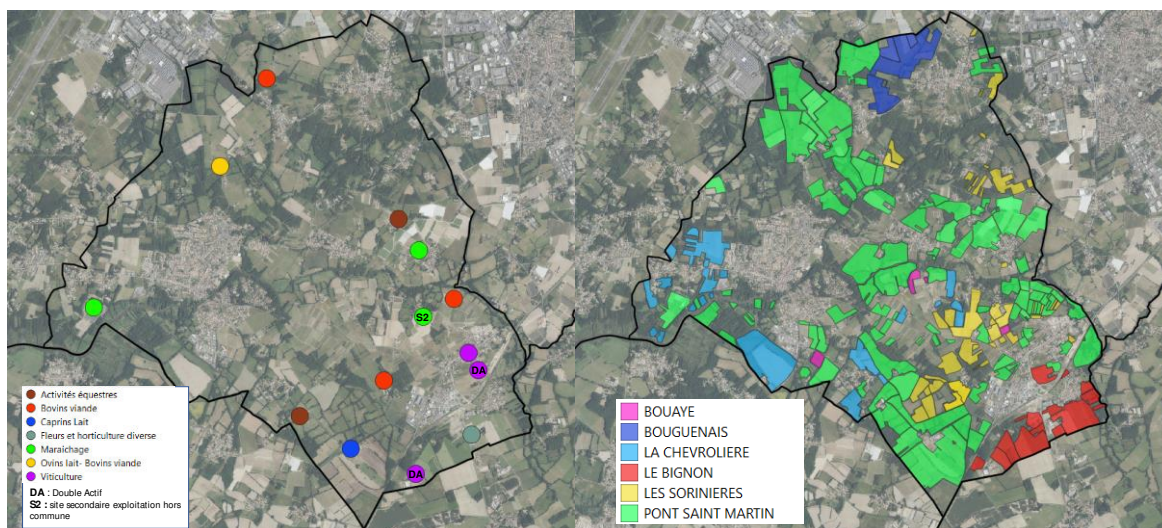 S2
DA
DA
Activités équestres
Bovins viande
Caprins Lait
Fleurs et horticulture diverse
Maraîchage
Ovins lait- Bovins viande
Viticulture
DA : Double Actif
S2 : site secondaire exploitation hors
commune
BOUAYE
BOUGUENAIS
LA CHEVROLIERE
LE BIGNON
LES SORINIERES
PONT SAINT MARTIN